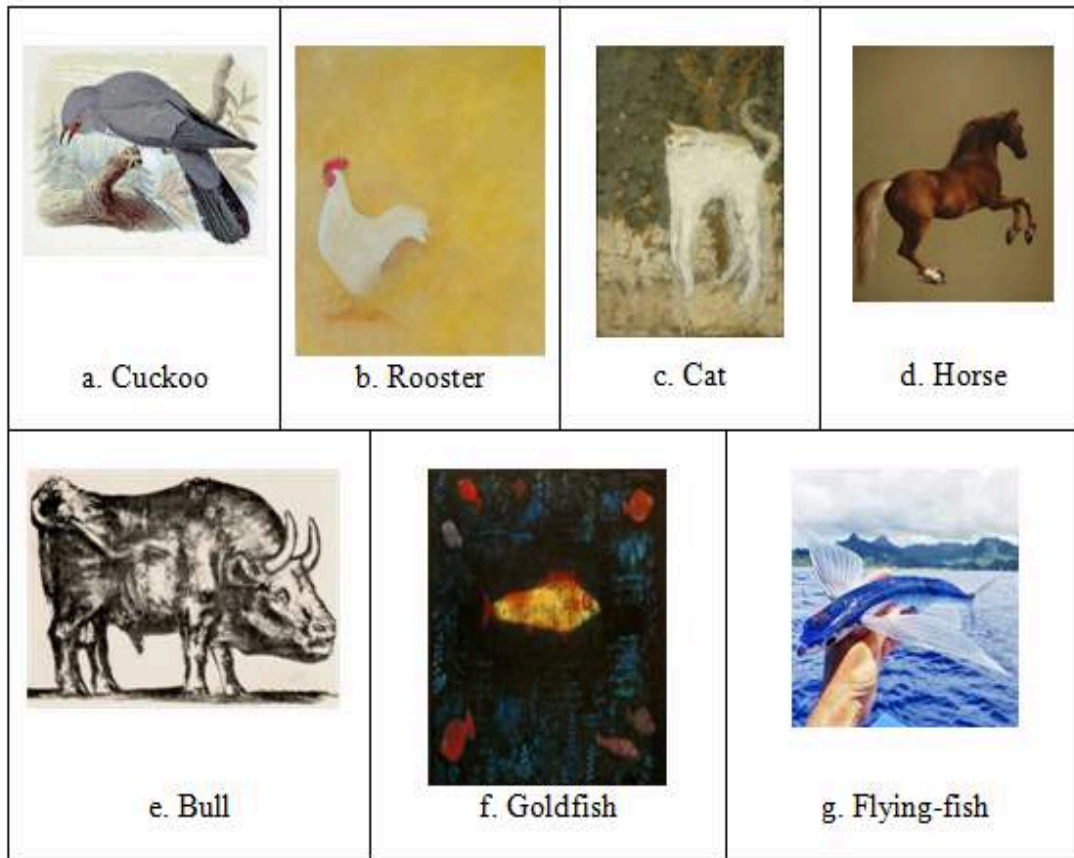 a. Cuckoo
b. Rooster
c. Cat
d. Horse
e. Bull
f. Goldfish
g. Flying-fish